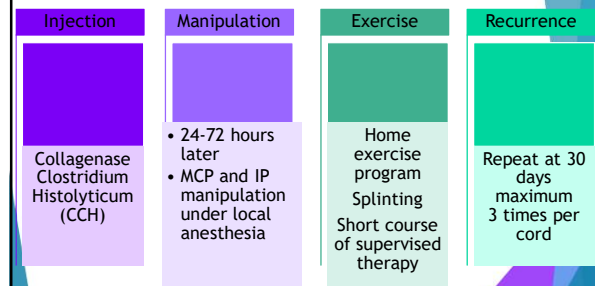 Injection
Collagenase
Clostridium
Histolyticum
(CCH)
Manipulation
• 24-72 hours
later
• MCP and IP
manipulation
under local
anesthesia
Exercise
Home
exercise
program
Splinting
Short course
of supervised
therapy
Recurrence
Repeat at 30
days
maximum
3 times per
cord